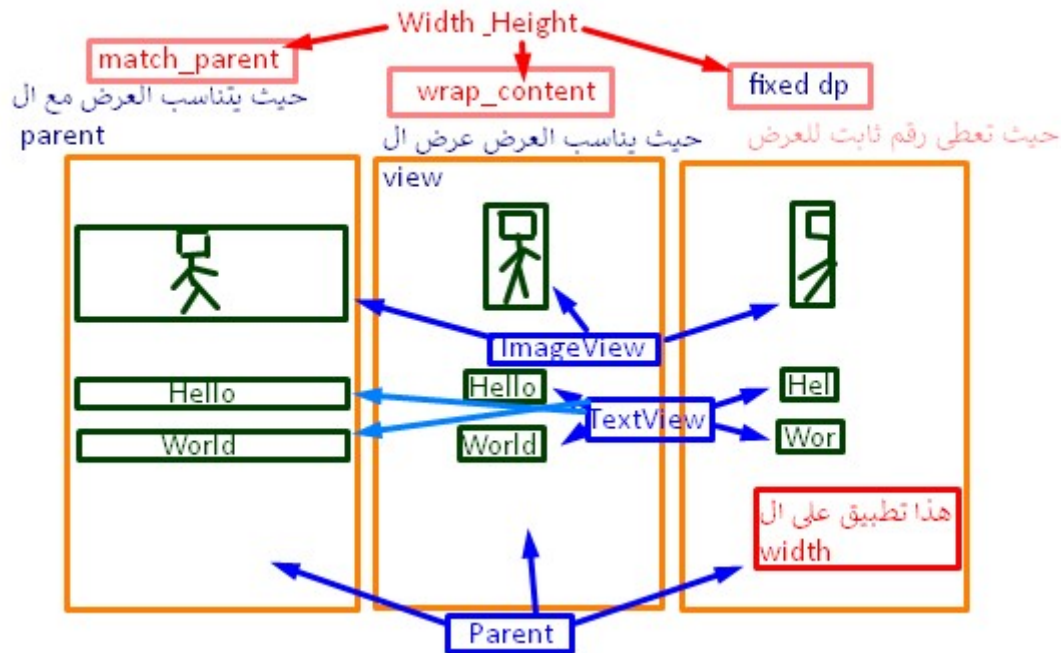 Width_Height
match_parent
wrap_content
fixed dp
حيث يتناسب العرض مع ال
parent
حيث يناسب العرض عرض ال
view
حيث تعطى رقم ثابت للعرض
ImageView
Hello
World
Hello
World
TextView
Hel
Wor
هذا تطبيق على ال
width
Parent